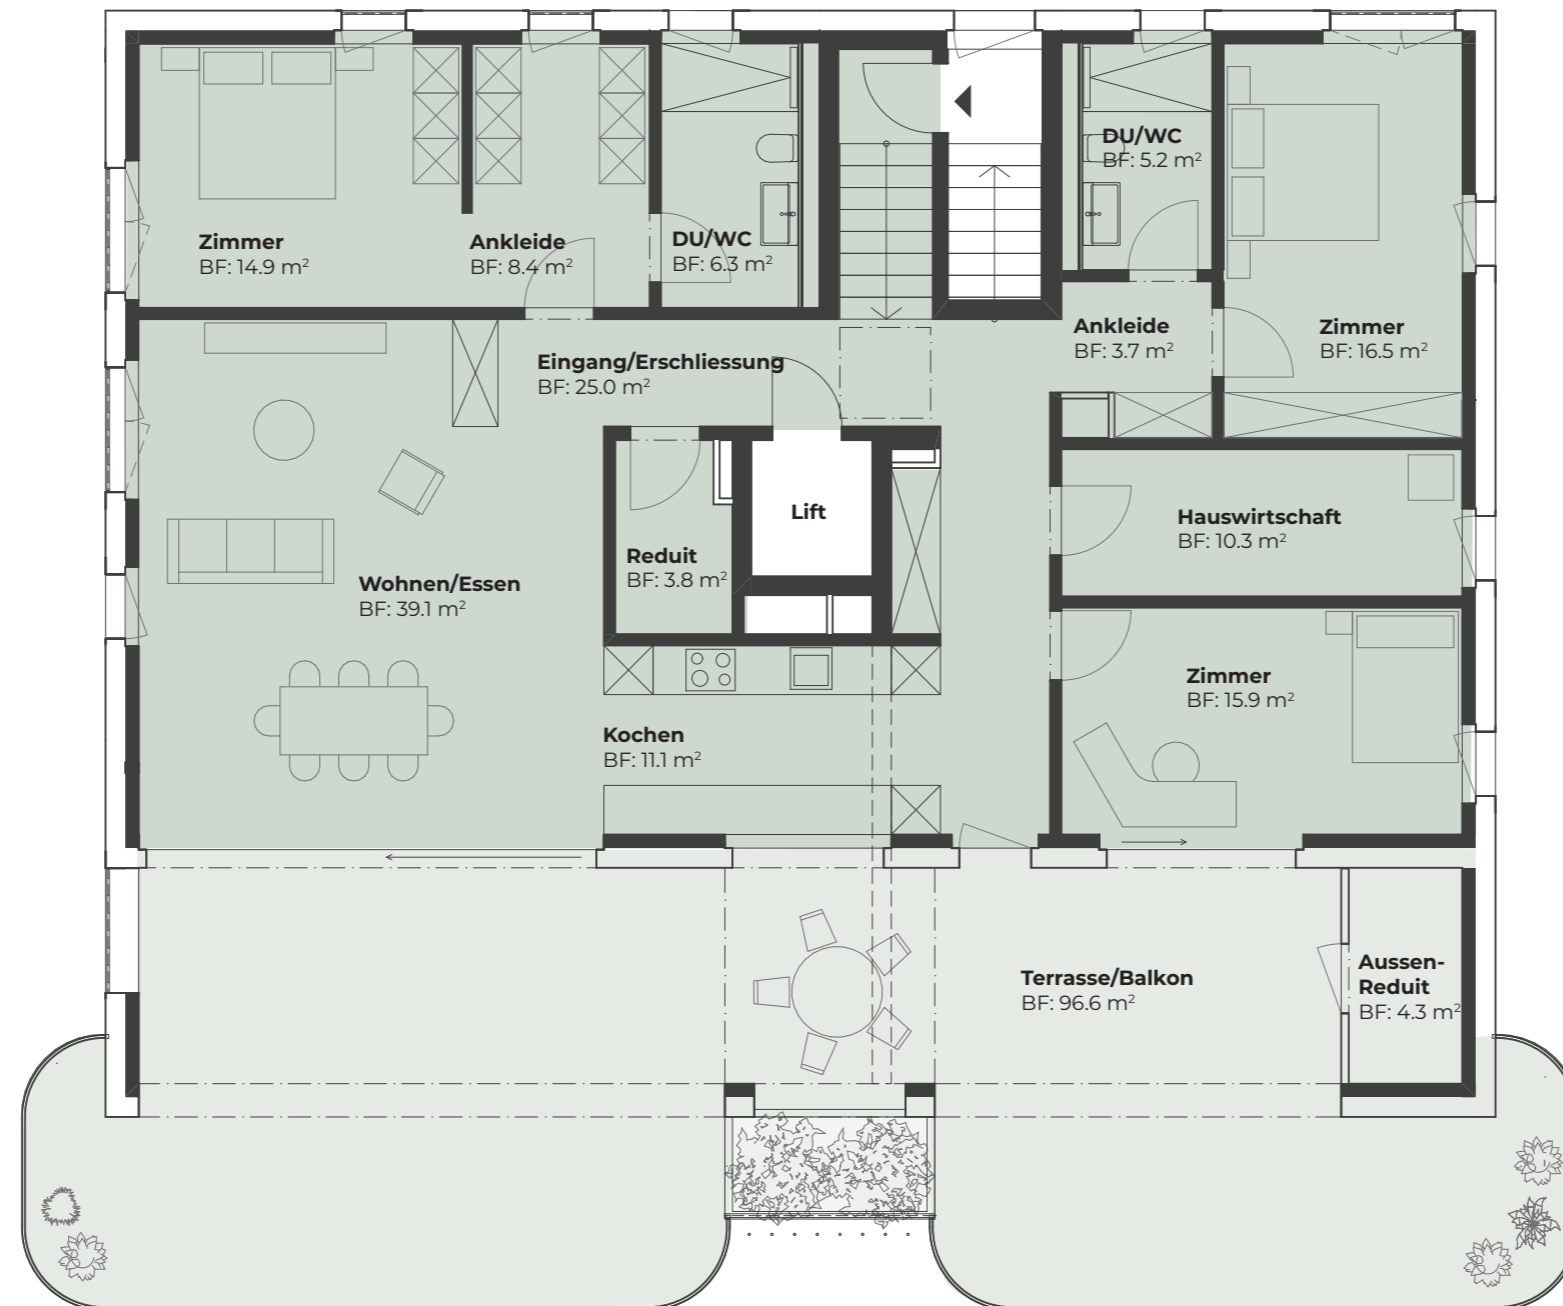 DU/WC
BF: 5.2 m²
Zimmer
BF: 14.9 m²
Ankleide
BF: 8.4 m²
DU/WC
BF: 6.3 m²
Ankleide
BF: 3.7 m²
Zimmer
BF: 16.5 m²
Eingang/Erschliessung
BF: 25.0 m²
Lift
Hauswirtschaft
BF: 10.3 m²
Reduit
BF: 3.8 m²
Wohnen/Essen
BF: 39.1 m²
Zimmer
BF: 15.9 m²
Kochen
BF: 11.1 m²
Terrasse/Balkon
BF: 96.6 m²
Aussen-
Reduit
BF: 4.3 m²